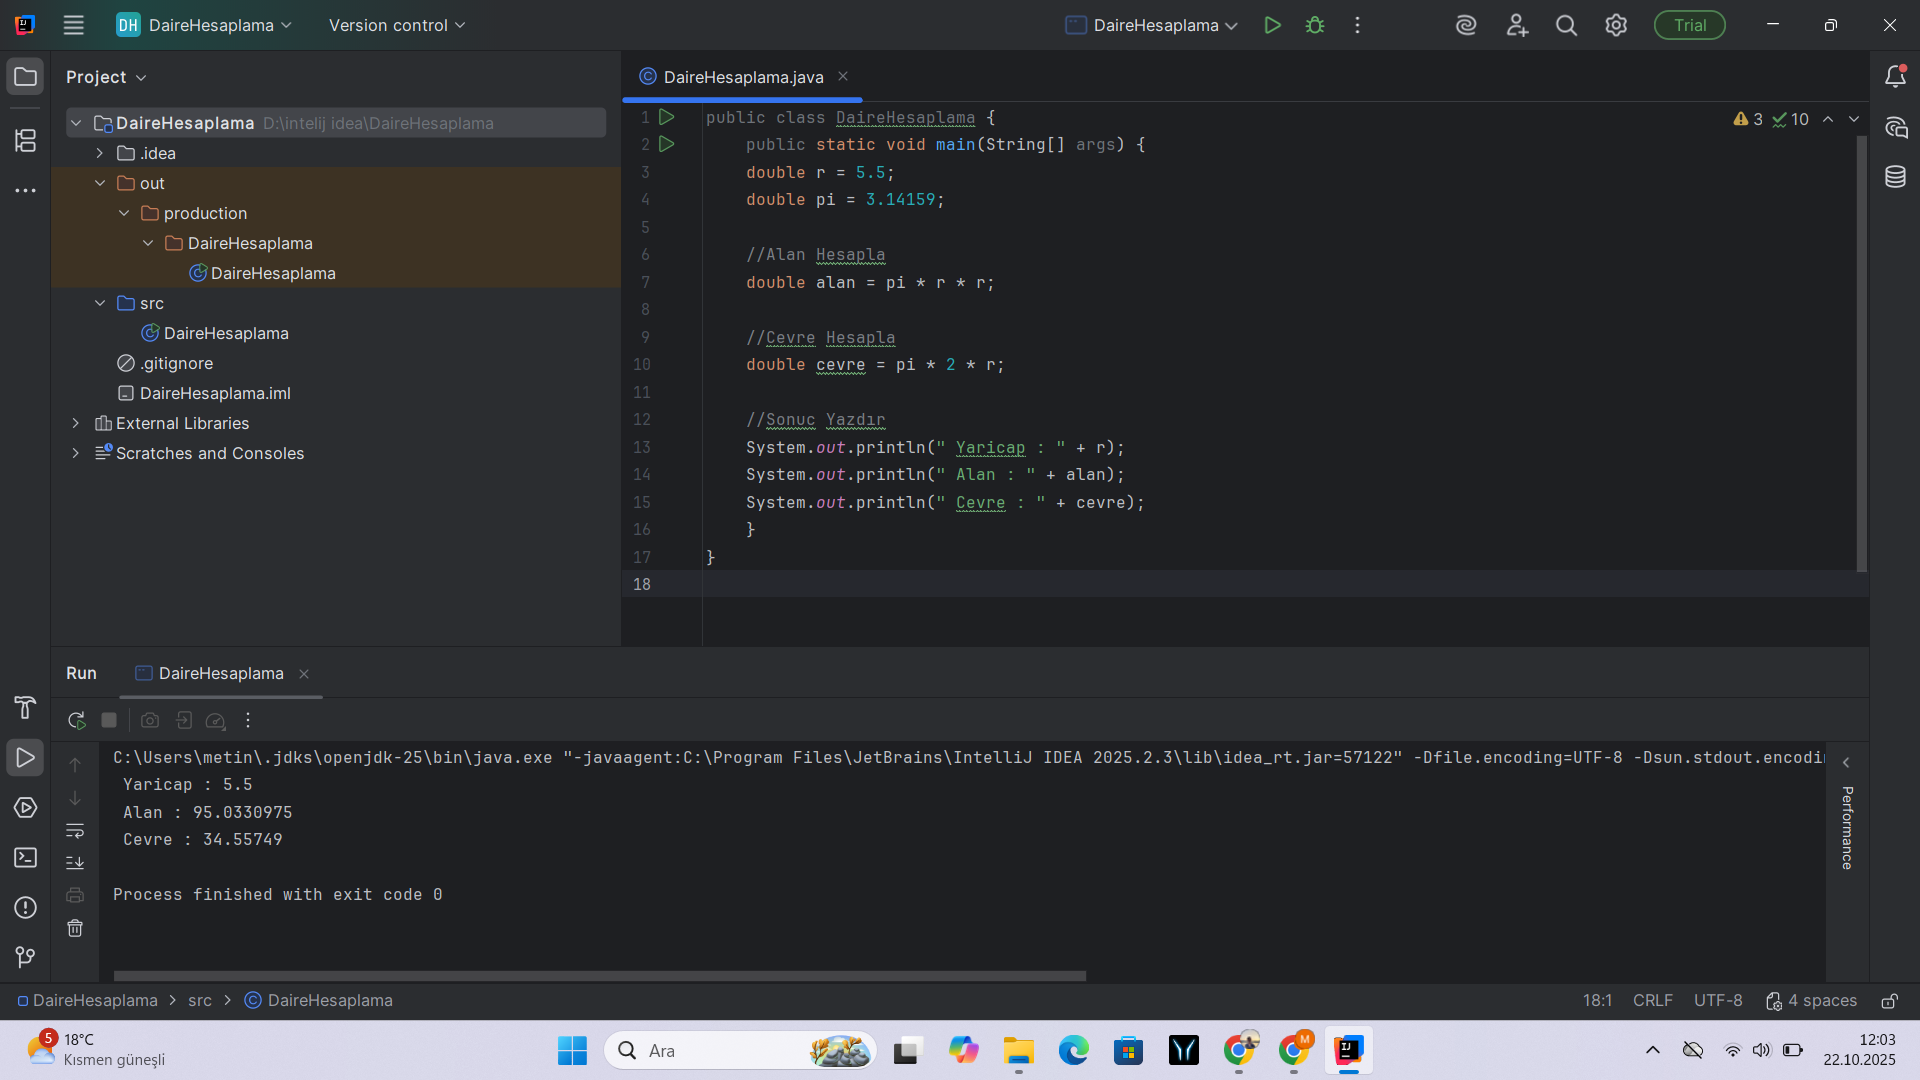 DH DaireHesaplama
Version control
DaireHesaplama
Trial
Project
DaireHesaplama D:\intelij idea\DaireHesaplama
.idea
out
production
DaireHesaplama
DaireHesaplama
src
DaireHesaplama
.gitignore
DaireHesaplama.iml
External Libraries
Scratches and Consoles
DaireHesaplama.java
3 10
1 public class DaireHesaplama {
2 public static void main(String[] args) {
3 double r = 5.5;
4 double pi = 3.14159;
5
6 //Alan Hesapla
7 double alan = pi * r * r;
8
9 //Cevre Hesapla
10 double cevre = pi * 2 * r;
11
12 //Sonuc Yazdır
13 System.out.println(" Yaricap : " + r);
14 System.out.println(" Alan : " + alan);
15 System.out.println(" Cevre : " + cevre);
16 }
17 }
18
Run DaireHesaplama
C:\Users\metin\.jdks\openjdk-25\bin\java.exe "-javaagent:C:\Program Files\JetBrains\IntelliJ IDEA 2025.2.3\lib\idea_rt.jar=57122" -Dfile.encoding=UTF-8 -Dsun.stdout.encodin
Yaricap : 5.5
Alan : 95.0330975
Cevre : 34.55749
Process finished with exit code 0
Performance
DaireHesaplama > src > DaireHesaplama
18:1 CRLF UTF-8 4 spaces
5 18°C
Kısmen güneşli
Ara
M
IJ
12:03
22.10.2025